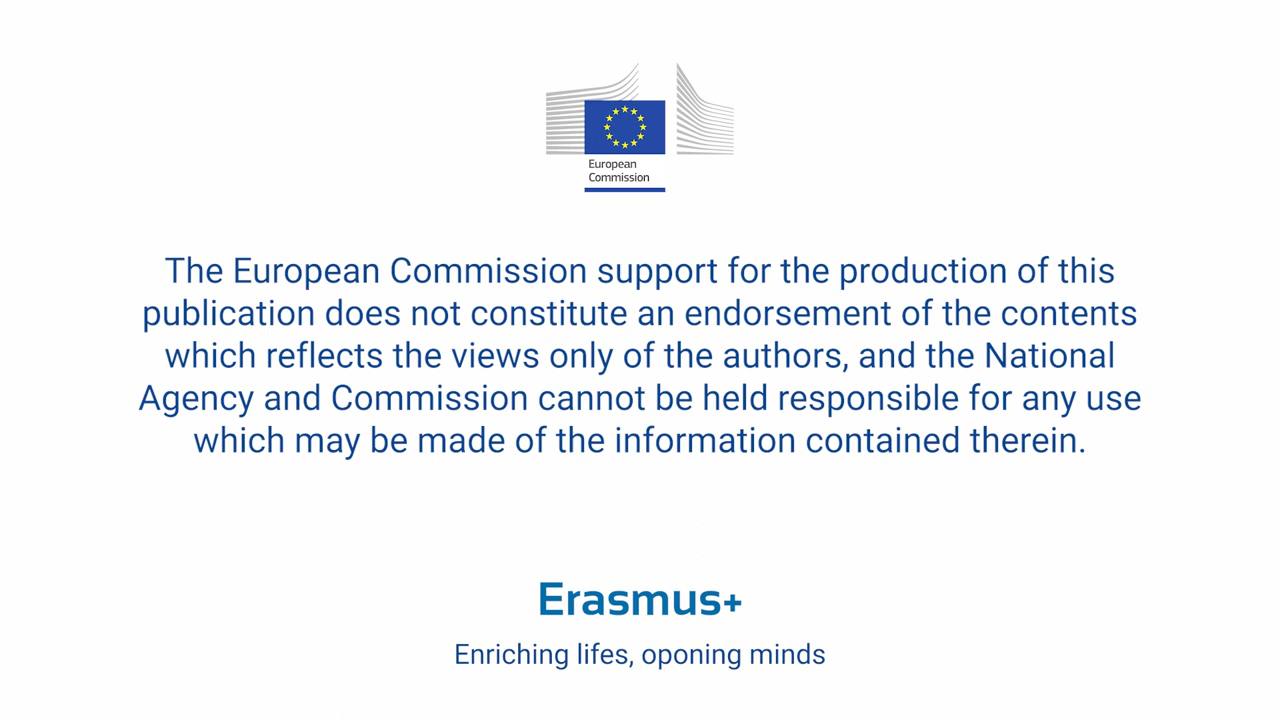 European
Commission
The European Commission support for the production of this
publication does not constitute an endorsement of the contents
which reflects the views only of the authors, and the National
Agency and Commission cannot be held responsible for any use
which may be made of the information contained therein.
Erasmus+
Enriching lifes, oponing minds